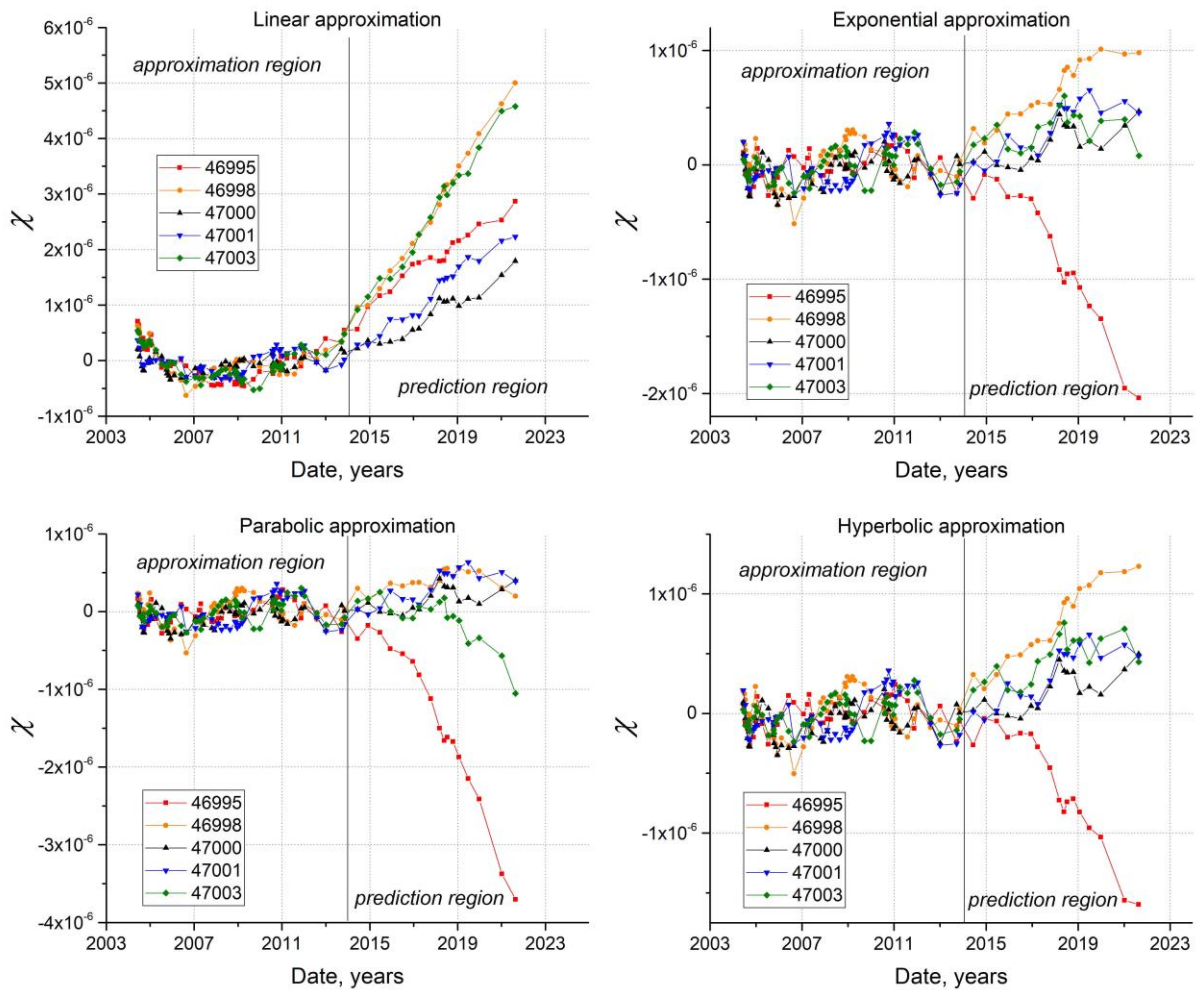 Linear approximation
6x10-6
5x10-6
4x10-6
3x10-6
2x10-6
1x10-6
0
-1x10-6
χ
approximation region
46995
46998
47000
47001
47003
prediction region
2003 2007 2011 2015 2019 2023
Date, years
Exponential approximation
1x10-6
0
-1x10-6
-2x10-6
χ
approximation region
46995
46998
47000
47001
47003
prediction region
2003 2007 2011 2015 2019 2023
Date, years
Parabolic approximation
1x10-6
0
-1x10-6
-2x10-6
-3x10-6
-4x10-6
χ
approximation region
46995
46998
47000
47001
47003
prediction region
2003 2007 2011 2015 2019 2023
Date, years
Hyperbolic approximation
1x10-6
0
-1x10-6
χ
approximation region
46995
46998
47000
47001
47003
prediction region
2003 2007 2011 2015 2019 2023
Date, years